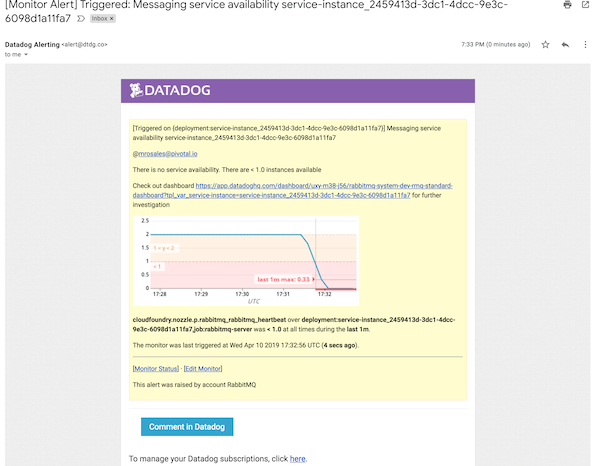 [Monitor Alert] Triggered: Messaging service availability service-instance_2459413d-3dc1-4dcc-9e3c-
6098d1a11fa7 Inbox ×
Datadog Alerting <alert@dtdg.co> 7:33 PM (0 minutes ago)
to me
DATADOG
[Triggered on {deployment:service-instance_2459413d-3dc1-4dcc-9e3c-6098d1a11fa7}] Messaging service
availability service-instance_2459413d-3dc1-4dcc-9e3c-6098d1a11fa7
@mrosales@pivotal.io
There is no service availability. There are < 1.0 instances available
Check out dashboard https://app.datadoghq.com/dashboard/uxy-m38-j56/rabbitmq-system-dev-rmq-standard-
dashboard?tpl_var_service-instance=service-instance_2459413d-3dc1-4dcc-9e3c-6098d1a11fa7 for further
investigation
2.5
2
1.5
1 < y < 2
1
< 1
0.5
last 1m max: 0.33
0
17:28 17:29 17:30 17:31 17:32
UTC
cloudfoundry.nozzle.p.rabbitmq_rabbitmq_heartbeat over deployment:service-instance_2459413d-3dc1-4dcc-
9e3c-6098d1a11fa7,job:rabbitmq-server was < 1.0 at all times during the last 1m.
The monitor was last triggered at Wed Apr 10 2019 17:32:56 UTC (4 secs ago).
[Monitor Status] · [Edit Monitor]
This alert was raised by account RabbitMQ
Comment in Datadog
To manage your Datadog subscriptions, click here.